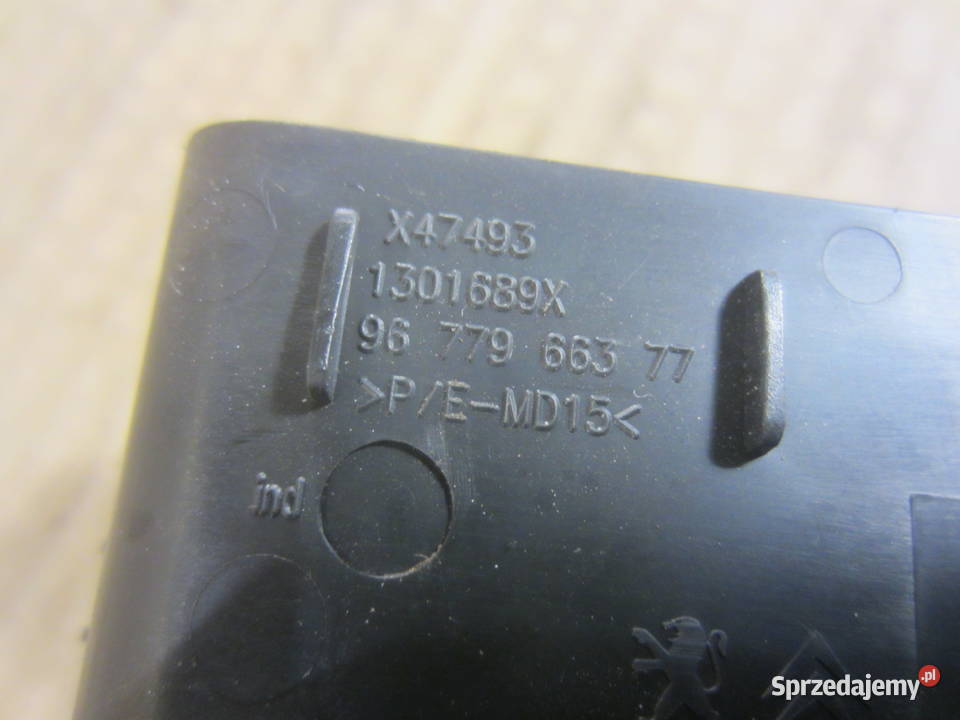 X47493
1301689X
96 779 663 77
>P/E-MD15<
ind
Sprzedajemy.pl